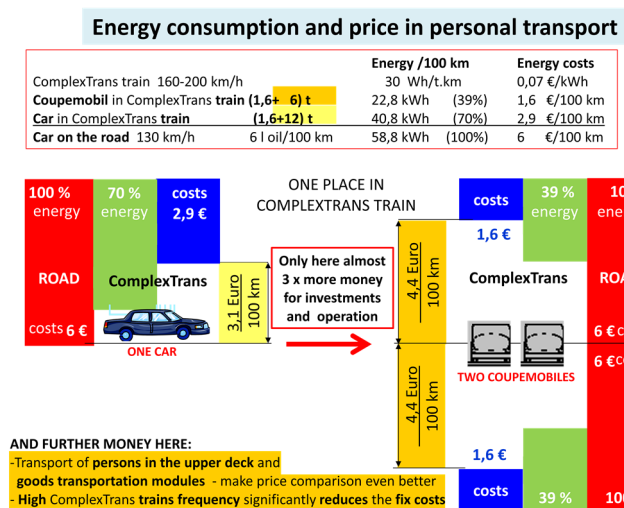 Energy consumption and price in personal transport
Energy /100 km Energy costs
ComplexTrans train 160-200 km/h 30 Wh/t.km 0,07 €/kWh
Coupemobil in ComplexTrans train (1,6+ 6) t 22,8 kWh (39%) 1,6 €/100 km
Car in ComplexTrans train (1,6+12) t 40,8 kWh (70%) 2,9 €/100 km
Car on the road 130 km/h 6 l oil/100 km 58,8 kWh (100%) 6 €/100 km
100 %
energy
70 %
energy
costs
2,9 €
ONE PLACE IN
COMPLEXTRANS TRAIN
costs
39 %
energy
1,6 €
ROAD
ComplexTrans
3,1 Euro
100 km
Only here almost
3 x more money
for investments
and operation
4,4 Euro
100 km
ComplexTrans
costs 6 €
ONE CAR
6 €
6 €
TWO COUPEMOBILES
4,4 Euro
100 km
AND FURTHER MONEY HERE:
-Transport of persons in the upper deck and
goods transportation modules - make price comparison even better
- High ComplexTrans trains frequency significantly reduces the fix costs
1,6 €
costs
39 %